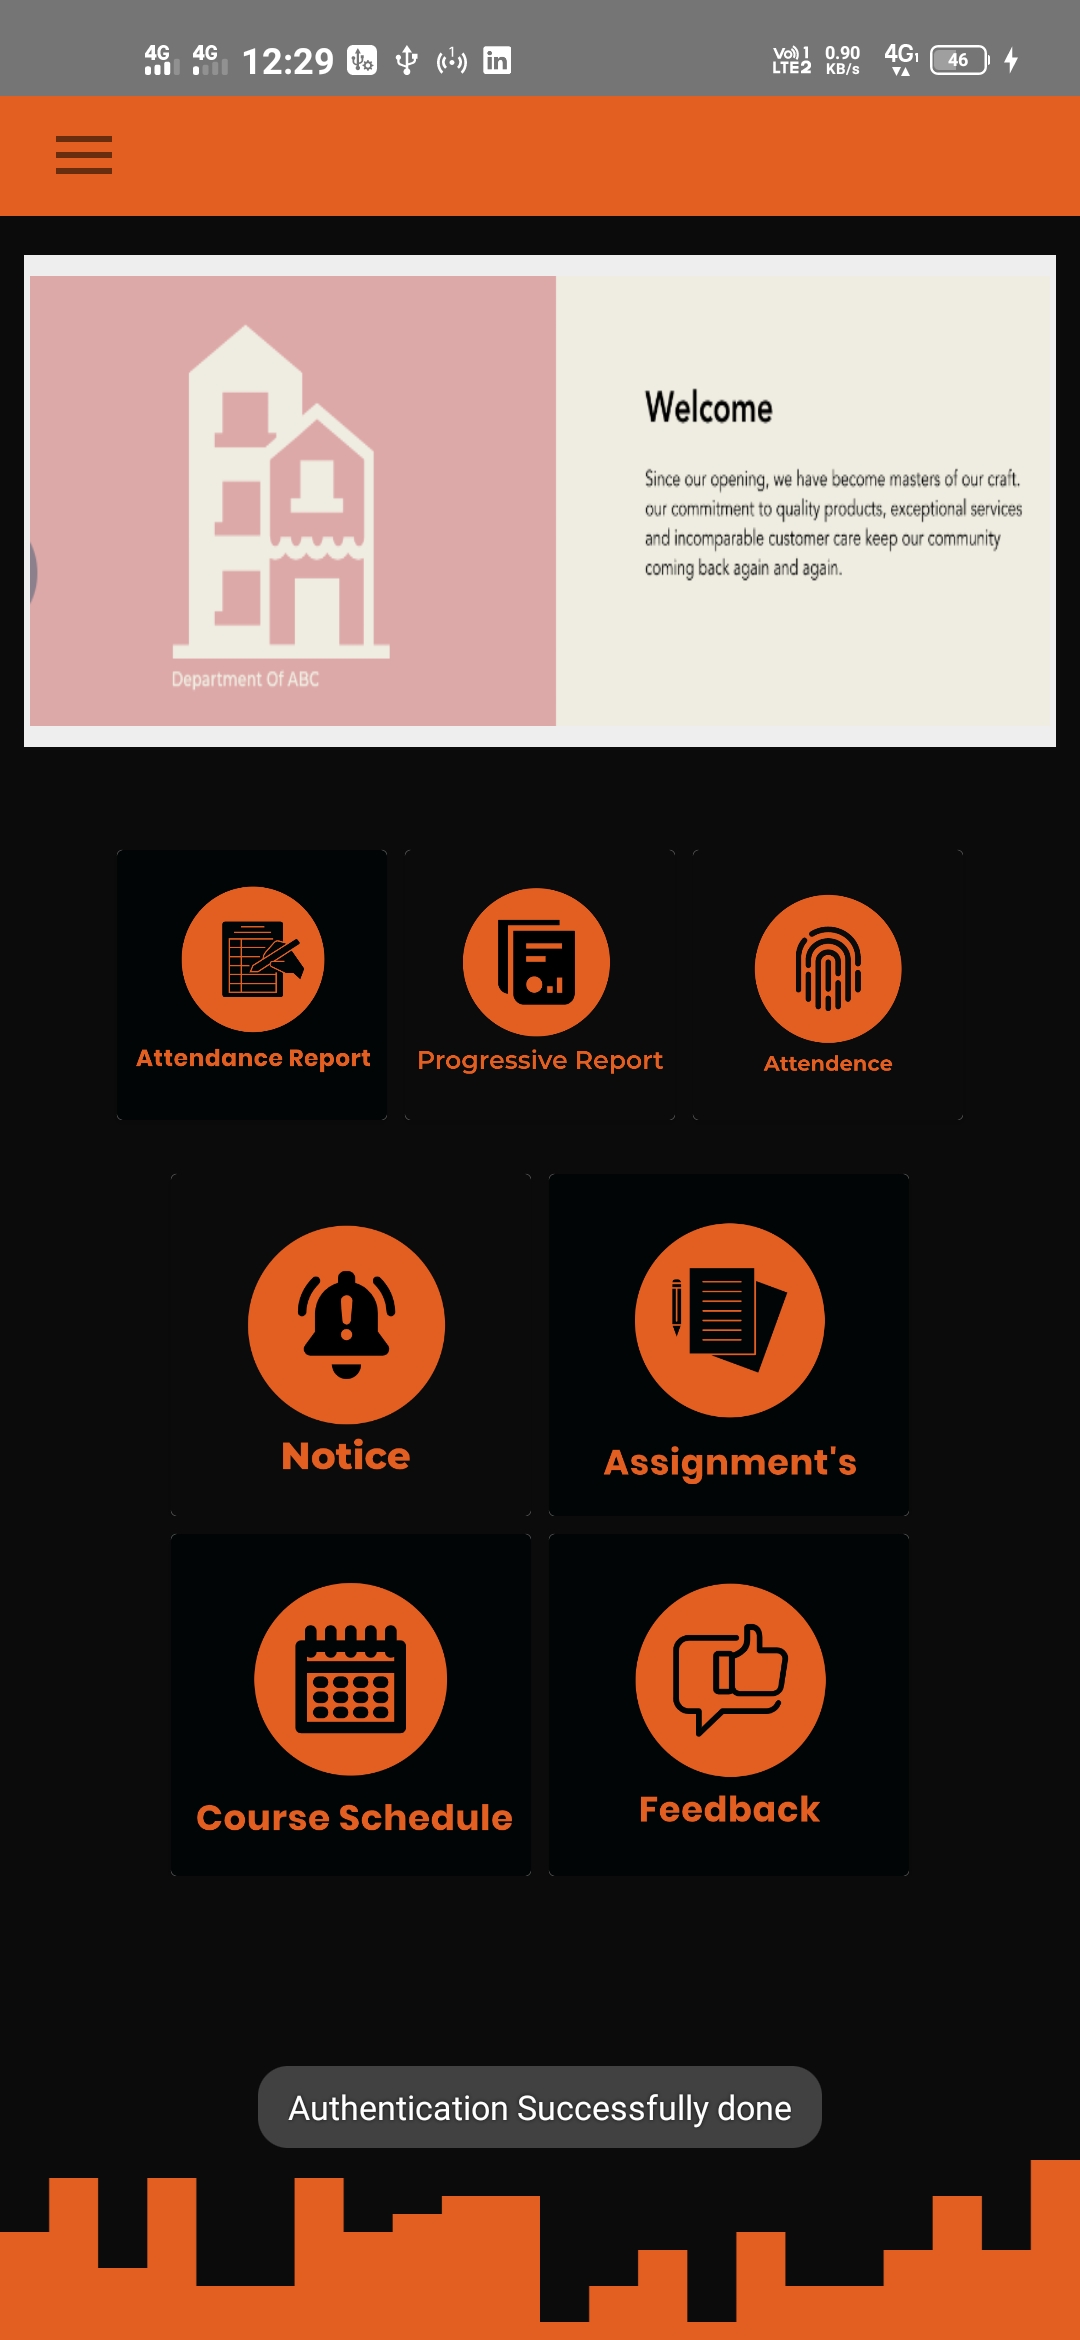 4G 4G 12:29 1 in Vo) 1 LTE2 0.90 KB/s 4G1 46
Welcome
Since our opening, we have become masters of our craft.
our commitment to quality products, exceptional services
and incomparable customer care keep our community
coming back again and again.
Department Of ABC
Attendance Report
Progressive Report
Attendence
Notice
Assignment's
Course Schedule
Feedback
Authentication Successfully done